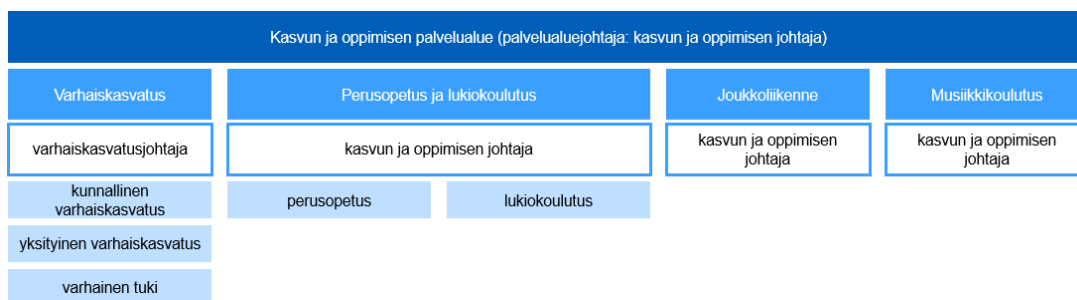 Kasvun ja oppimisen palvelualue (palvelualuejohtaja: kasvun ja oppimisen johtaja)
Varhaiskasvatus
Perusopetus ja lukiokoulutus
Joukkoliikenne
Musiikkikoulutus
varhaiskasvatusjohtaja
kasvun ja oppimisen johtaja
kasvun ja oppimisen
johtaja
kasvun ja oppimisen
johtaja
kunnallinen
varhaiskasvatus
perusopetus
lukiokoulutus
yksityinen varhaiskasvatus
varhainen tuki